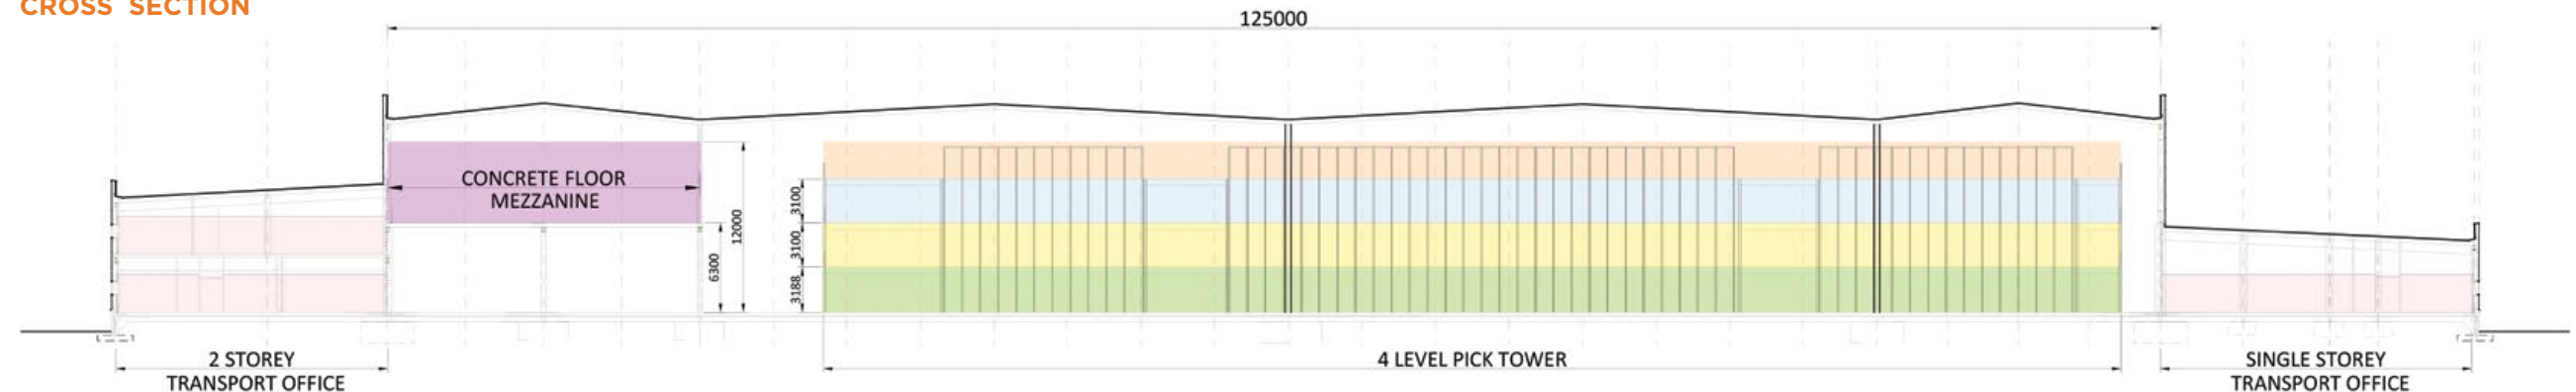 CROSS SECTION
125000
CONCRETE FLOOR
MEZZANINE
6300
12000
3100
3100
3188
2 STOREY
TRANSPORT OFFICE
4 LEVEL PICK TOWER
SINGLE STOREY
TRANSPORT OFFICE